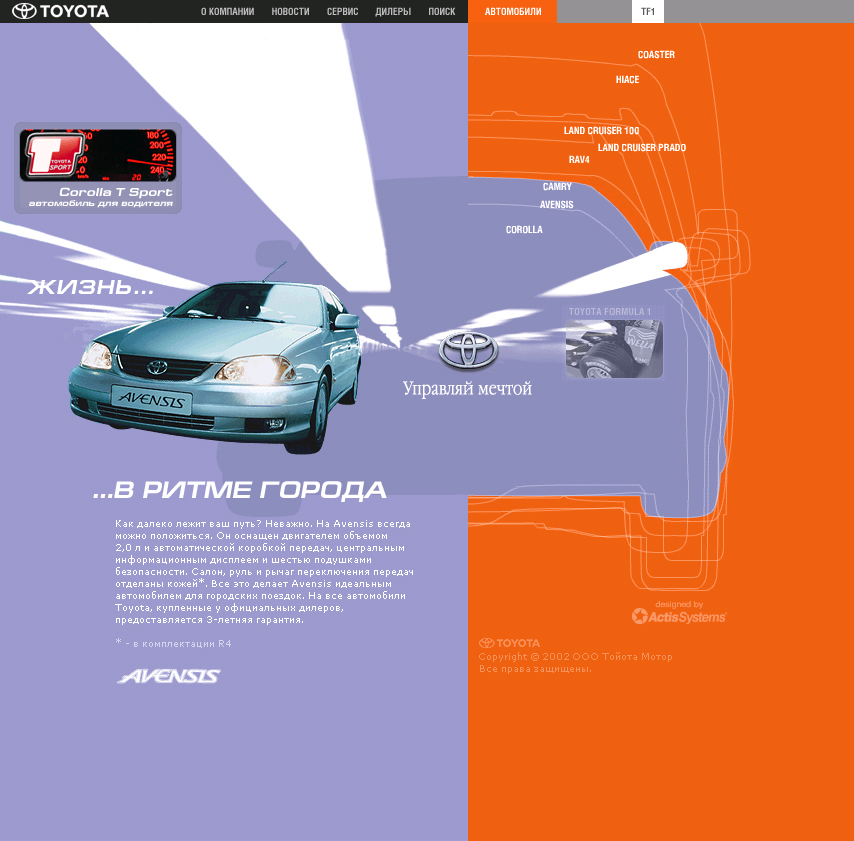 TOYOTA
О КОМПАНИИ НОВОСТИ СЕРВИС ДИЛЕРЫ ПОИСК АВТОМОБИЛИ TF1
COASTER
HIACE
LAND CRUISER 100
LAND CRUISER PRADO
RAV4
CAMRY
AVENSIS
COROLLA
180
200
220
240
20
T
TOYOTA
SPORT
Corolla T Sport
автомобиль для водителя
ЖИЗНЬ...
AVENSIS
TOYOTA FORMULA 1
Управляй мечтой
...В РИТМЕ ГОРОДА
Как далеко лежит ваш путь? Неважно. На Avensis всегда
можно положиться. Он оснащен двигателем объемом
2,0 л и автоматической коробкой передач, центральным
информационным дисплеем и шестью подушками
безопасности. Салон, руль и рычаг переключения передач
отделаны кожей*. Все это делает Avensis идеальным
автомобилем для городских поездок. На все автомобили
Toyota, купленные у официальных дилеров,
предоставляется 3-летняя гарантия.
* - в комплектации R4
AVENSIS
designed by
ActisSystems
TOYOTA
Copyright © 2002 ООО Тойота Мотор
Все права защищены.